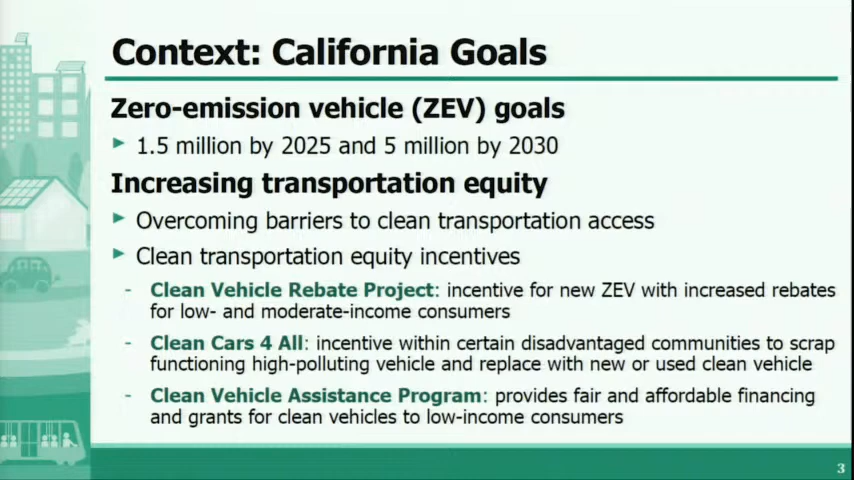 Context: California Goals
Zero-emission vehicle (ZEV) goals
► 1.5 million by 2025 and 5 million by 2030
Increasing transportation equity
► Overcoming barriers to clean transportation access
► Clean transportation equity incentives
- Clean Vehicle Rebate Project: incentive for new ZEV with increased rebates
for low- and moderate-income consumers
- Clean Cars 4 All: incentive within certain disadvantaged communities to scrap
functioning high-polluting vehicle and replace with new or used clean vehicle
- Clean Vehicle Assistance Program: provides fair and affordable financing
and grants for clean vehicles to low-income consumers
3